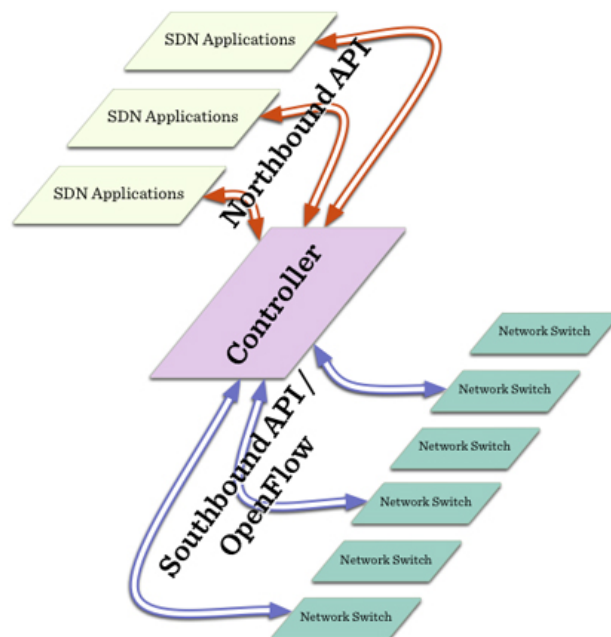 SDN Applications
SDN Applications
SDN Applications
Northbound API
Controller
Southbound API /
OpenFlow
Network Switch
Network Switch
Network Switch
Network Switch
Network Switch
Network Switch